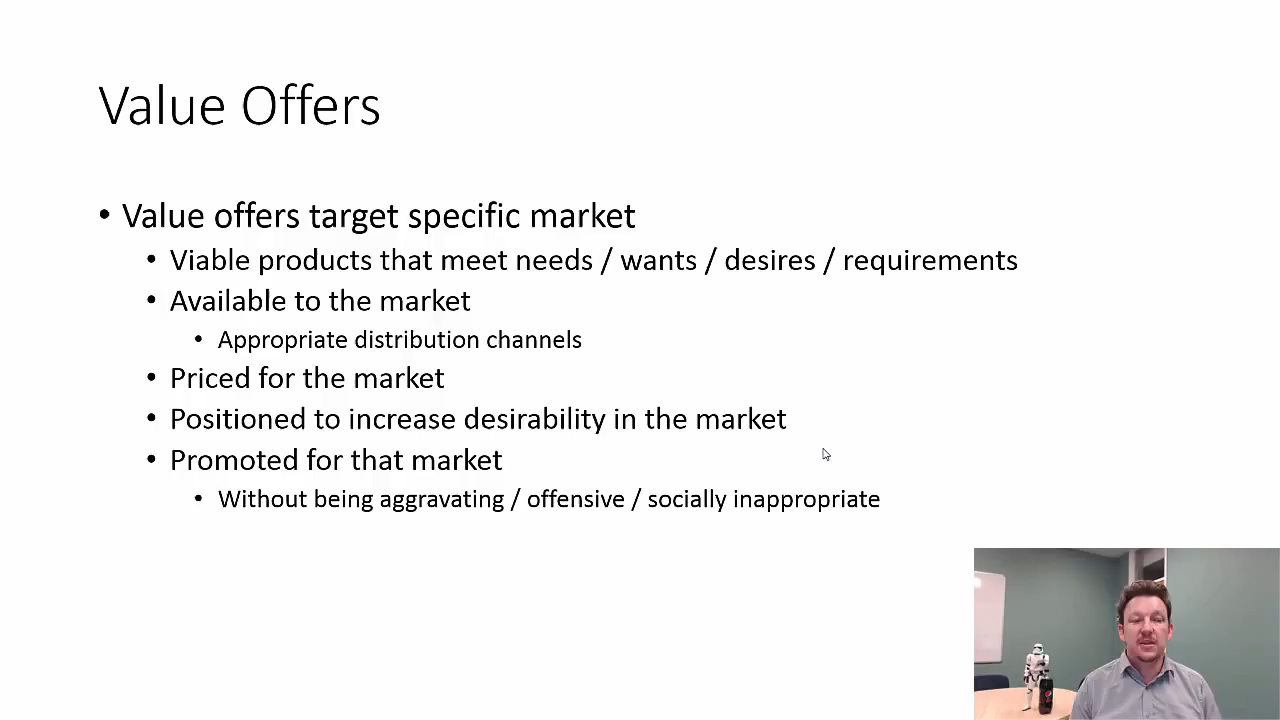 Value Offers
• Value offers target specific market
• Viable products that meet needs / wants / desires / requirements
• Available to the market
• Appropriate distribution channels
• Priced for the market
• Positioned to increase desirability in the market
• Promoted for that market
• Without being aggravating / offensive / socially inappropriate